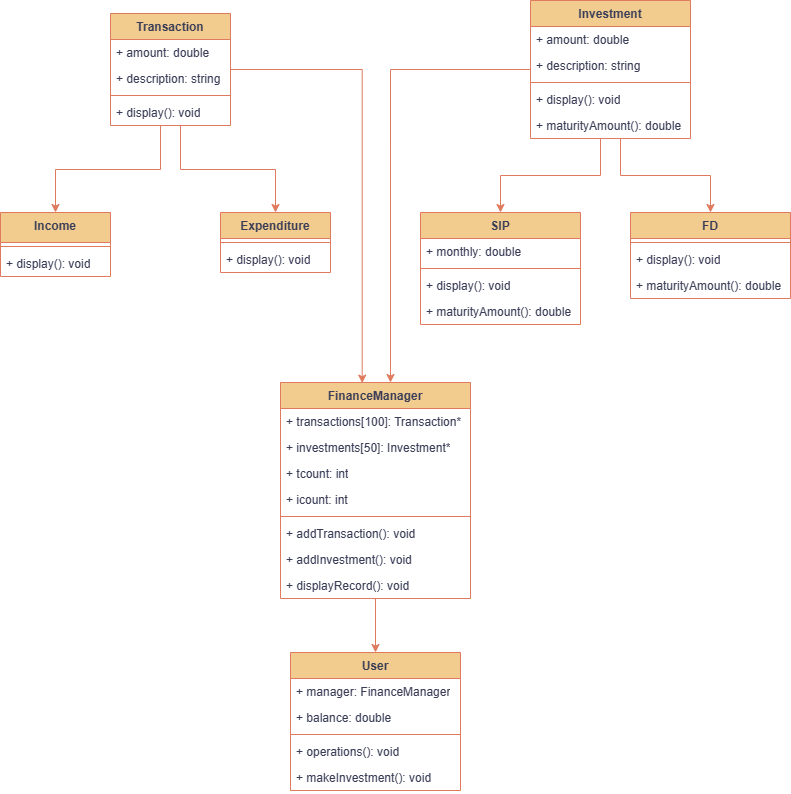 Transaction
+ amount: double
+ description: string
+ display(): void
Investment
+ amount: double
+ description: string
+ display(): void
+ maturityAmount(): double
Income
+ display(): void
Expenditure
+ display(): void
SIP
+ monthly: double
+ display(): void
+ maturityAmount(): double
FD
+ display(): void
+ maturityAmount(): double
FinanceManager
+ transactions[100]: Transaction*
+ investments[50]: Investment*
+ tcount: int
+ icount: int
+ addTransaction(): void
+ addInvestment(): void
+ displayRecord(): void
User
+ manager: FinanceManager
+ balance: double
+ operations(): void
+ makeInvestment(): void